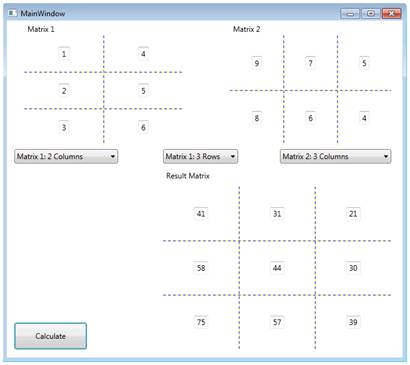 MainWindow
Matrix 1
Matrix 2
1 4
9 7 5
2 5
8 6 4
3 6
Matrix 1: 2 Columns
Matrix 1: 3 Rows
Matrix 2: 3 Columns
Result Matrix
41 31 21
58 44 30
75 57 39
Calculate